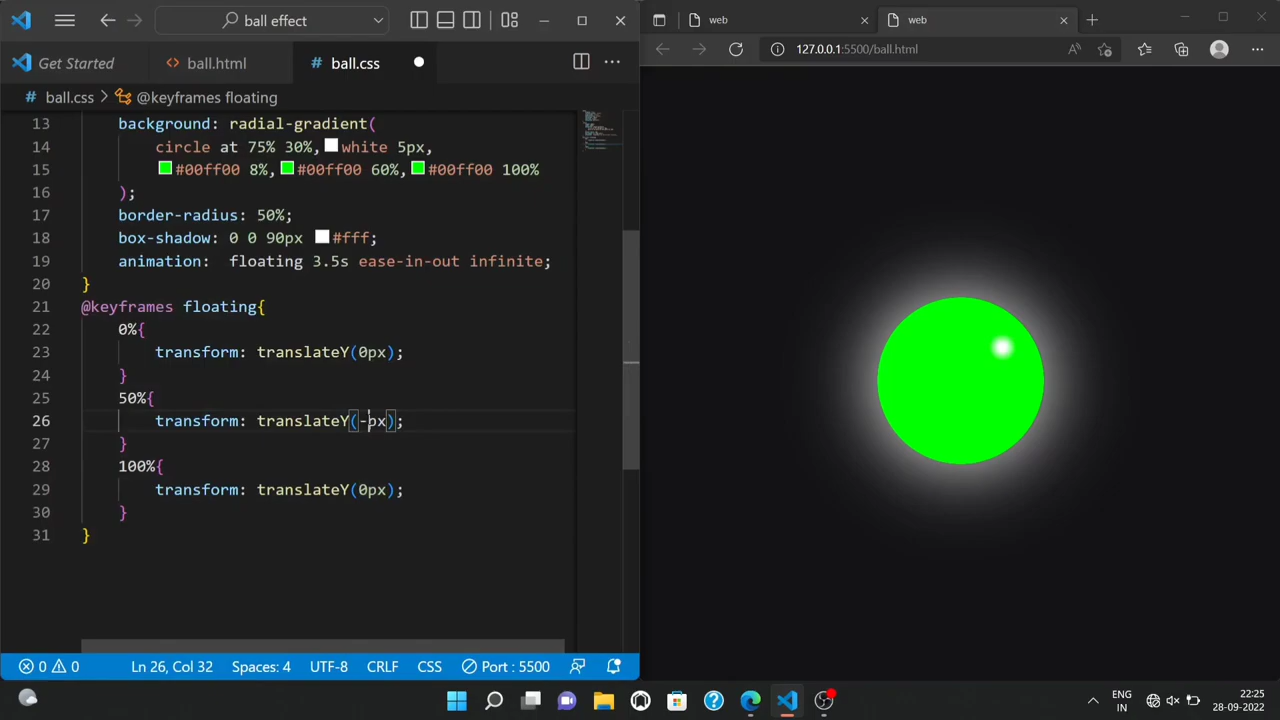 ball effect
Get Started
ball.html
# ball.css
# ball.css > @keyframes floating
13 background: radial-gradient(
14 circle at 75% 30%, white 5px,
15 #00ff00 8%, #00ff00 60%, #00ff00 100%
16 );
17 border-radius: 50%;
18 box-shadow: 0 0 90px #fff;
19 animation: floating 3.5s ease-in-out infinite;
20 }
21 @keyframes floating{
22 0%{
23 transform: translateY(0px);
24 }
25 50%{
26 transform: translateY(-px);
27 }
28 100%{
29 transform: translateY(0px);
30 }
31 }
0 0 Ln 26, Col 32 Spaces: 4 UTF-8 CRLF CSS Port : 5500
web
web
127.0.0.1:5500/ball.html
ENG
IN
22:25
28-09-2022